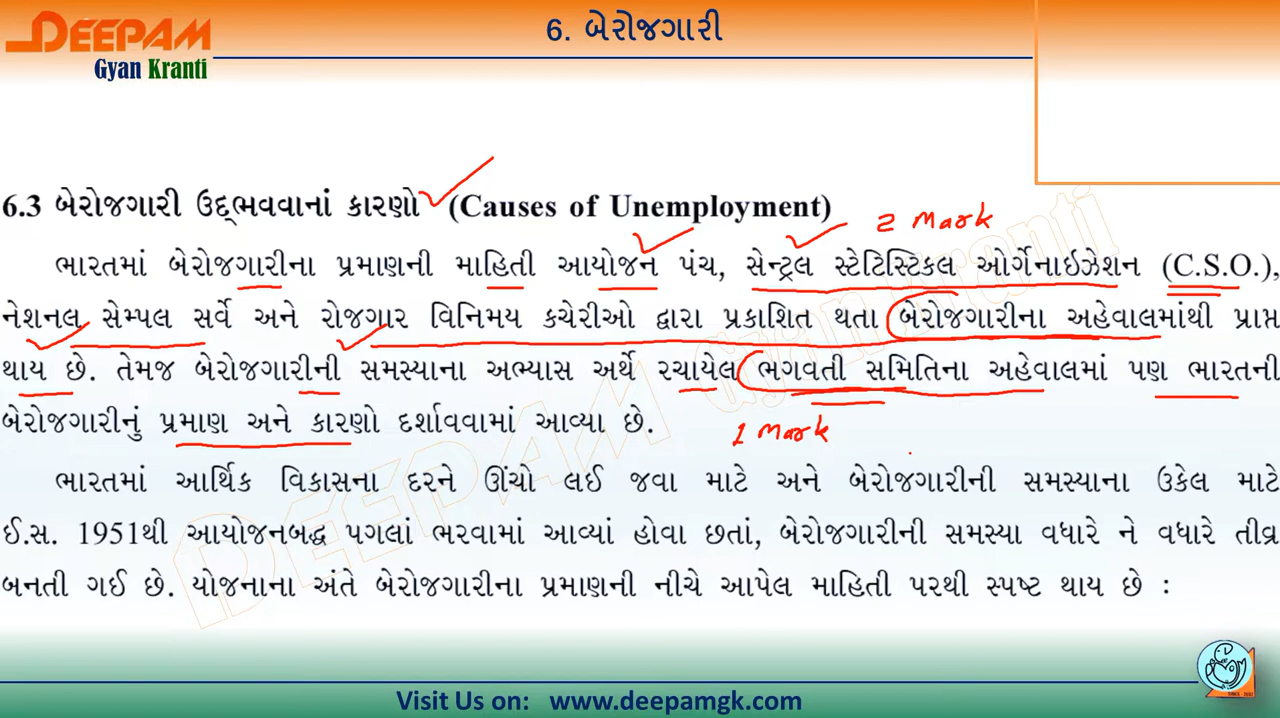 DEEPAM
Gyan Kranti
6. બેરોજગારી
6.3 બેરોજગારી ઉદ્ભવવાનાં કારણો (Causes of Unemployment)
2 Mark
ભારતમાં બેરોજગારીના પ્રમાણની માહિતી આયોજન પંચ, સેન્ટ્રલ સ્ટેટિસ્ટિકલ ઓર્ગેનાઇઝેશન (C.S.O.),
નેશનલ સેમ્પલ સર્વે અને રોજગાર વિનિમય કચેરીઓ દ્વારા પ્રકાશિત થતા બેરોજગારીના અહેવાલમાંથી પ્રાપ્ત
થાય છે. તેમજ બેરોજગારીની સમસ્યાના અભ્યાસ અર્થે રચાયેલ ભગવતી સમિતિના અહેવાલમાં પણ ભારતની
બેરોજગારીનું પ્રમાણ અને કારણો દર્શાવવામાં આવ્યા છે.
1 Mark
ભારતમાં આર્થિક વિકાસના દરને ઊંચો લઈ જવા માટે અને બેરોજગારીની સમસ્યાના ઉકેલ માટે
ઈ.સ. 1951થી આયોજનબદ્ધ પગલાં ભરવામાં આવ્યાં હોવા છતાં, બેરોજગારીની સમસ્યા વધારે ને વધારે તીવ્ર
બનતી ગઈ છે. યોજનાના અંતે બેરોજગારીના પ્રમાણની નીચે આપેલ માહિતી પરથી સ્પષ્ટ થાય છે :
DEEPAM Gyan Kranti
Visit Us on: www.deepamgk.com